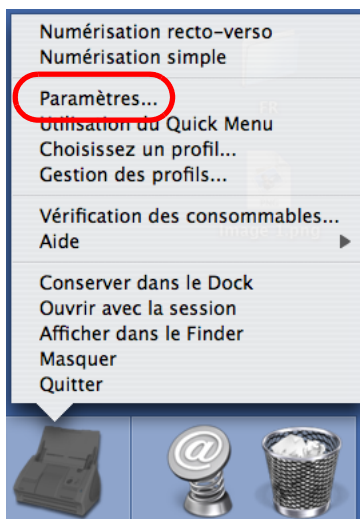 Numérisation recto-verso
Numérisation simple
Paramètres...
Utilisation du Quick Menu
Choisissez un profil...
Gestion des profils...
Vérification des consommables...
Aide
Conserver dans le Dock
Ouvrir avec la session
Afficher dans le Finder
Masquer
Quitter
@